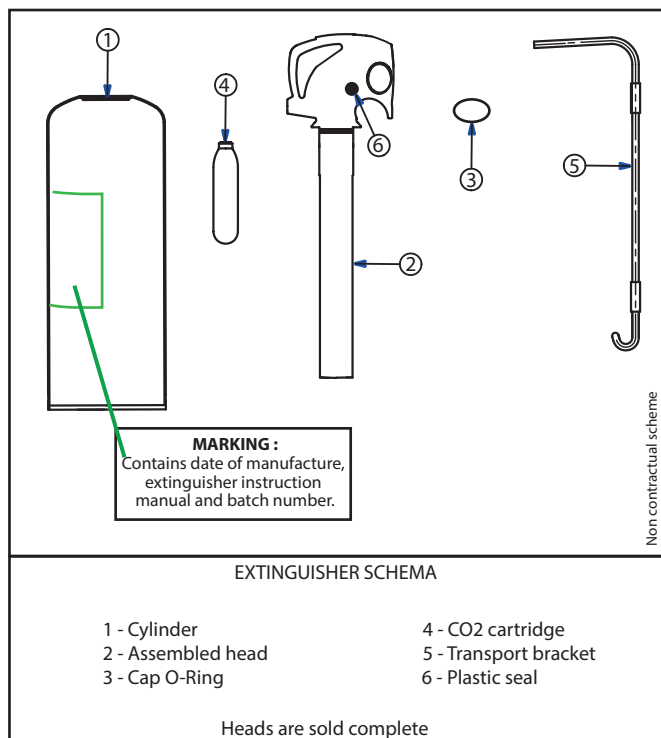 1
4
6
3
5
2
MARKING :
Contains date of manufacture,
extinguisher instruction
manual and batch number.
Non contractual scheme
EXTINGUISHER SCHEMA
1 - Cylinder
2 - Assembled head
3 - Cap O-Ring
4 - CO2 cartridge
5 - Transport bracket
6 - Plastic seal
Heads are sold complete